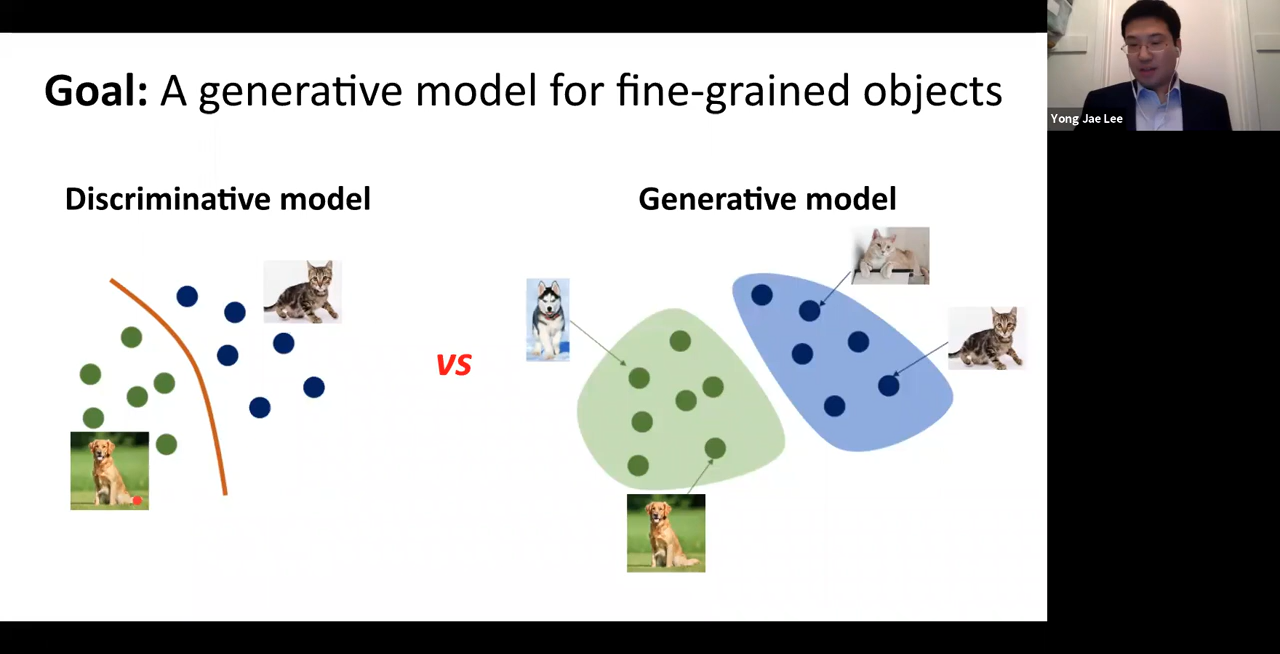 Goal: A generative model for fine-grained objects
Yong Jae Lee
Discriminative model
Generative model
vs